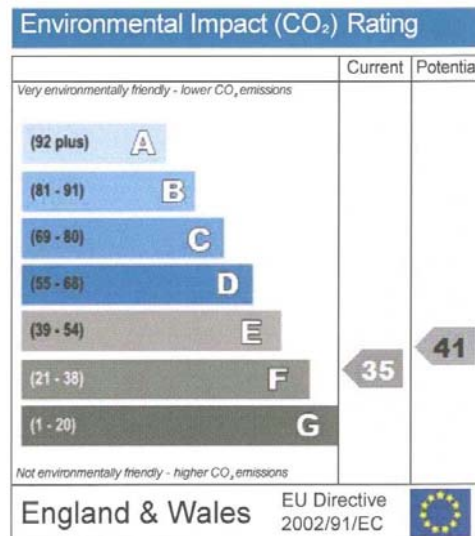 Environmental Impact (CO₂) Rating
Current Potentia
Very environmentally friendly - lower CO₂ emissions
(92 plus) A
(81 - 91) B
(69 - 80) C
(55 - 68) D
(39 - 54) E
41
(21 - 38) F
35
(1 - 20) G
Not environmentally friendly - higher CO₂ emissions
England & Wales
EU Directive
2002/91/EC